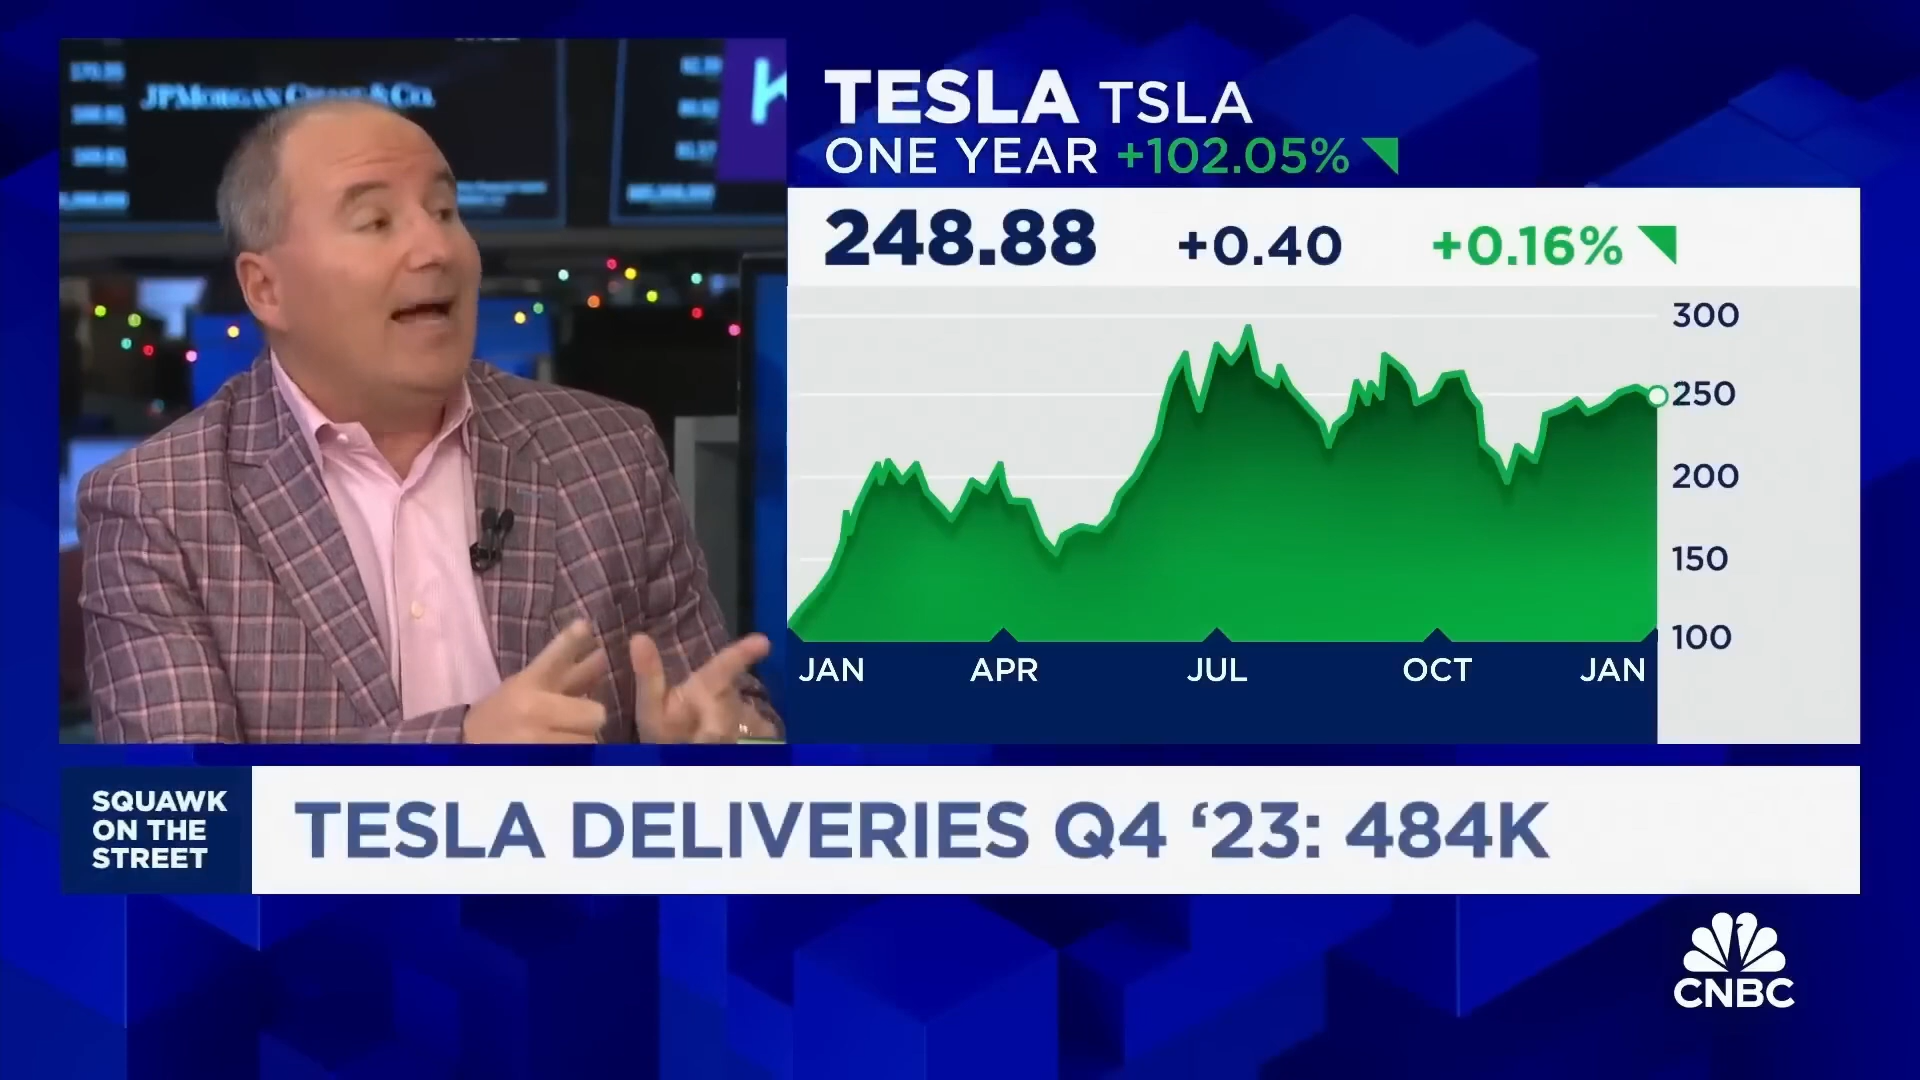 JPMORGAN CHASE & CO.
K
TESLA TSLA
ONE YEAR +102.05%
248.88 +0.40 +0.16%
300
250
200
150
100
JAN APR JUL OCT JAN
SQUAWK
ON THE
STREET
TESLA DELIVERIES Q4 ‘23: 484K
CNBC